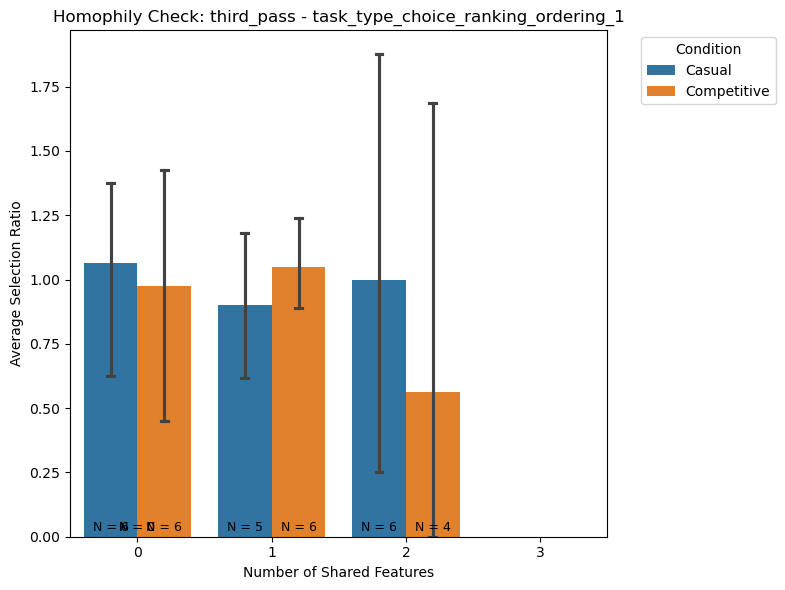 Homophily Check: third_pass - task_type_choice_ranking_ordering_1
Condition
Casual
Competitive
Average Selection Ratio
1.75
1.50
1.25
1.00
0.75
0.50
0.25
0.00
N = 6
N = 0
N = 6
N = 5
N = 6
N = 6
N = 4
0
1
2
3
Number of Shared Features